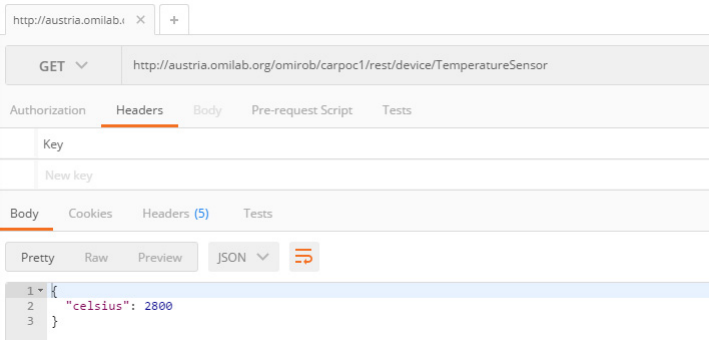 http://austria.omilab.‹ × +
GET http://austria.omilab.org/omirob/carpoc1/rest/device/TemperatureSensor
Authorization Headers Body Pre-request Script Tests
Key
New key
Body Cookies Headers (5) Tests
Pretty Raw Preview JSON
1 {
2 "celsius": 2800
3 }